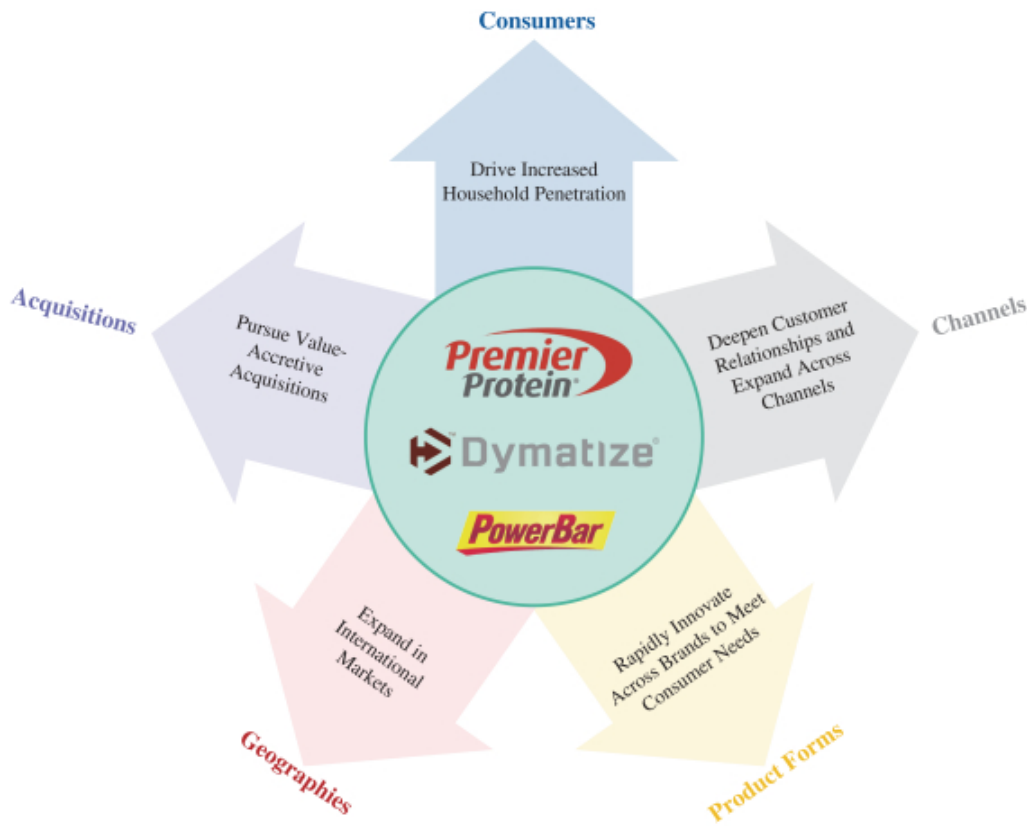 Consumers
Drive Increased
Household Penetration
Channels
Deepen Customer
Relationships and
Expand Across
Channels
Product Forms
Rapidly Innovate
Across Brands to Meet
Consumer Needs
Geographies
Expand in
International
Markets
Acquisitions
Pursue Value-
Accretive
Acquisitions
Premier
Protein®
Dymatize®
™
PowerBar